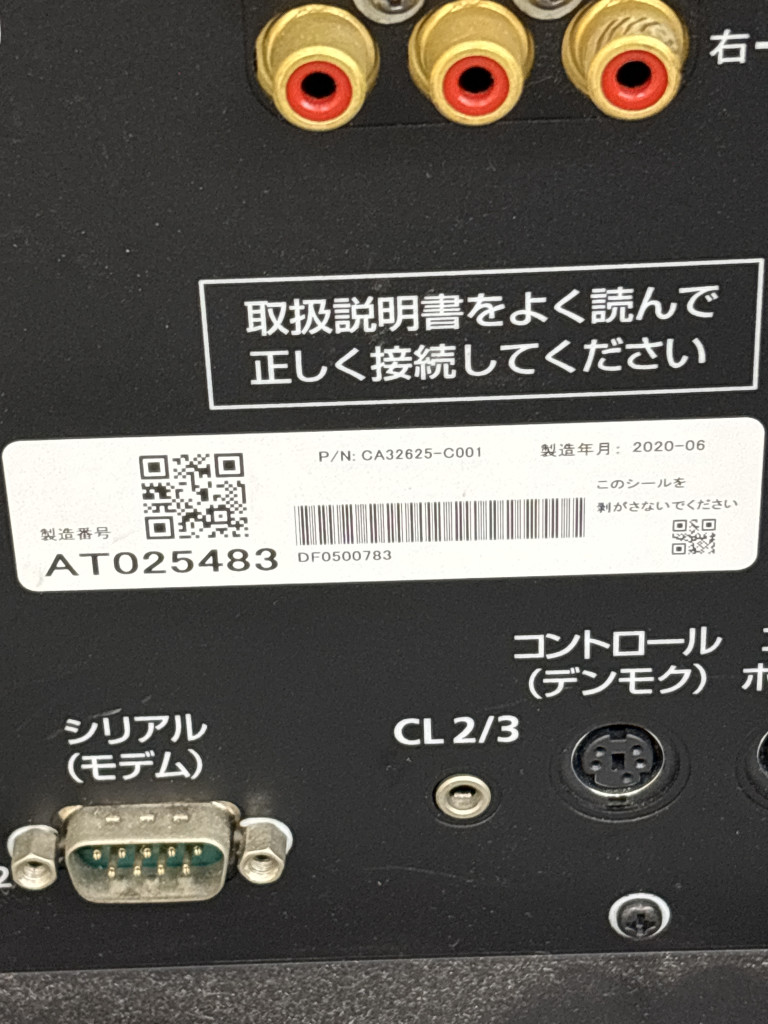 右
取扱説明書をよく読んで
正しく接続してください
P/N: CA32625-C001
製造年月: 2020-06
このシールを
剥がさないでください
製造番号
AT025483
DF0500783
コントロール
(デンモク)
シリアル
(モデム)
CL 2/3
ホ
2